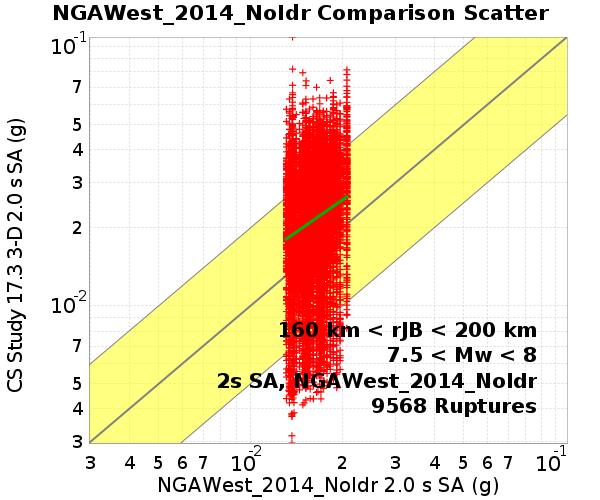 NGAWest_2014_NoIdr Comparison Scatter
10-1
7
5
4
3
2
10-2
7
5
4
3
CS Study 17.3 3-D 2.0 s SA (g)
160 km < rJB < 200 km
7.5 < Mw < 8
2s SA, NGAWest_2014_NoIdr
9568 Ruptures
3 4 5 6 7 10-2 2 3 4 5 6 7 10-1
NGAWest_2014_NoIdr 2.0 s SA (g)